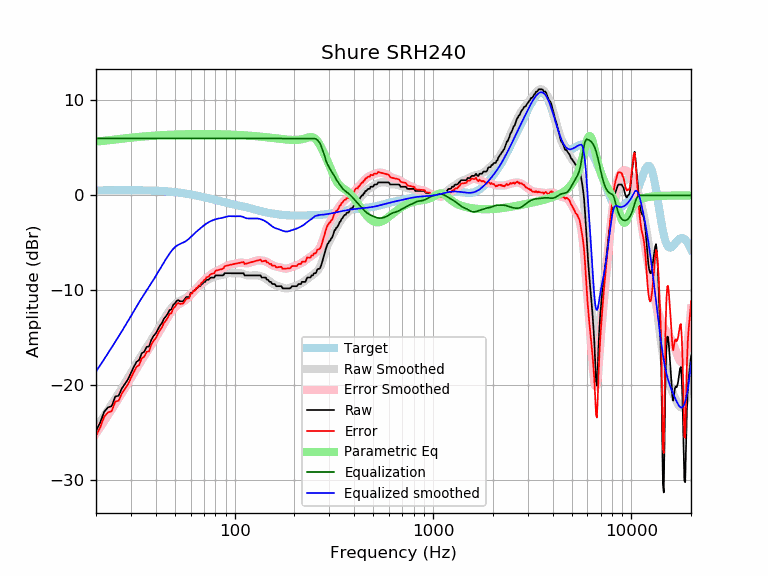 Shure SRH240
Amplitude (dBr)
10
0
−10
−20
−30
Target
Raw Smoothed
Error Smoothed
Raw
Error
Parametric Eq
Equalization
Equalized smoothed
100
1000
10000
Frequency (Hz)